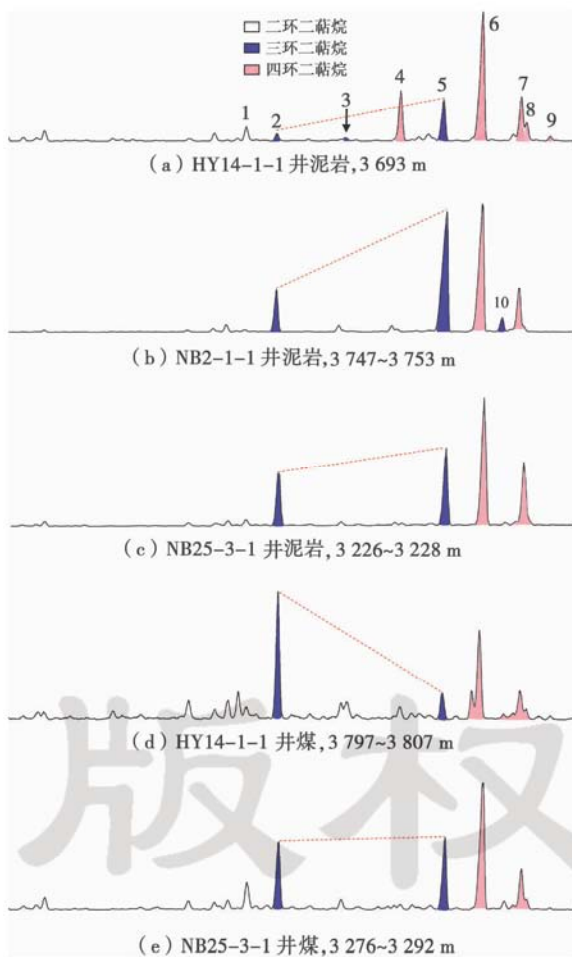 二环二萜烷
三环二萜烷
四环二萜烷
1
2
3
4
5
6
7
8
9
(a) HY14-1-1 井泥岩,3 693 m
10
(b) NB2-1-1 井泥岩,3 747~3 753 m
(c) NB25-3-1 井泥岩,3 226~3 228 m
(d) HY14-1-1 井煤,3 797~3 807 m
版权
(e) NB25-3-1 井煤,3 276~3 292 m